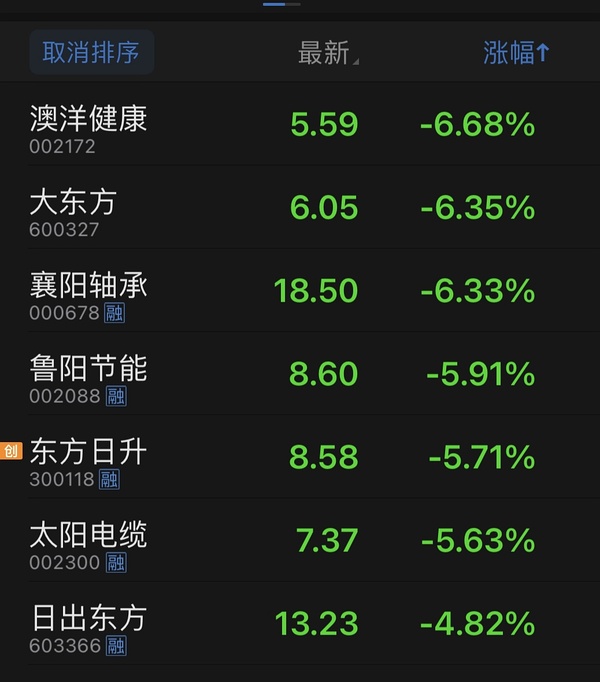 取消排序 最新 涨幅↑
澳洋健康 5.59 -6.68%
002172
大东方 6.05 -6.35%
600327
襄阳轴承 18.50 -6.33%
000678 融
鲁阳节能 8.60 -5.91%
002088 融
创 东方日升 8.58 -5.71%
300118 融
太阳电缆 7.37 -5.63%
002300 融
日出东方 13.23 -4.82%
603366 融